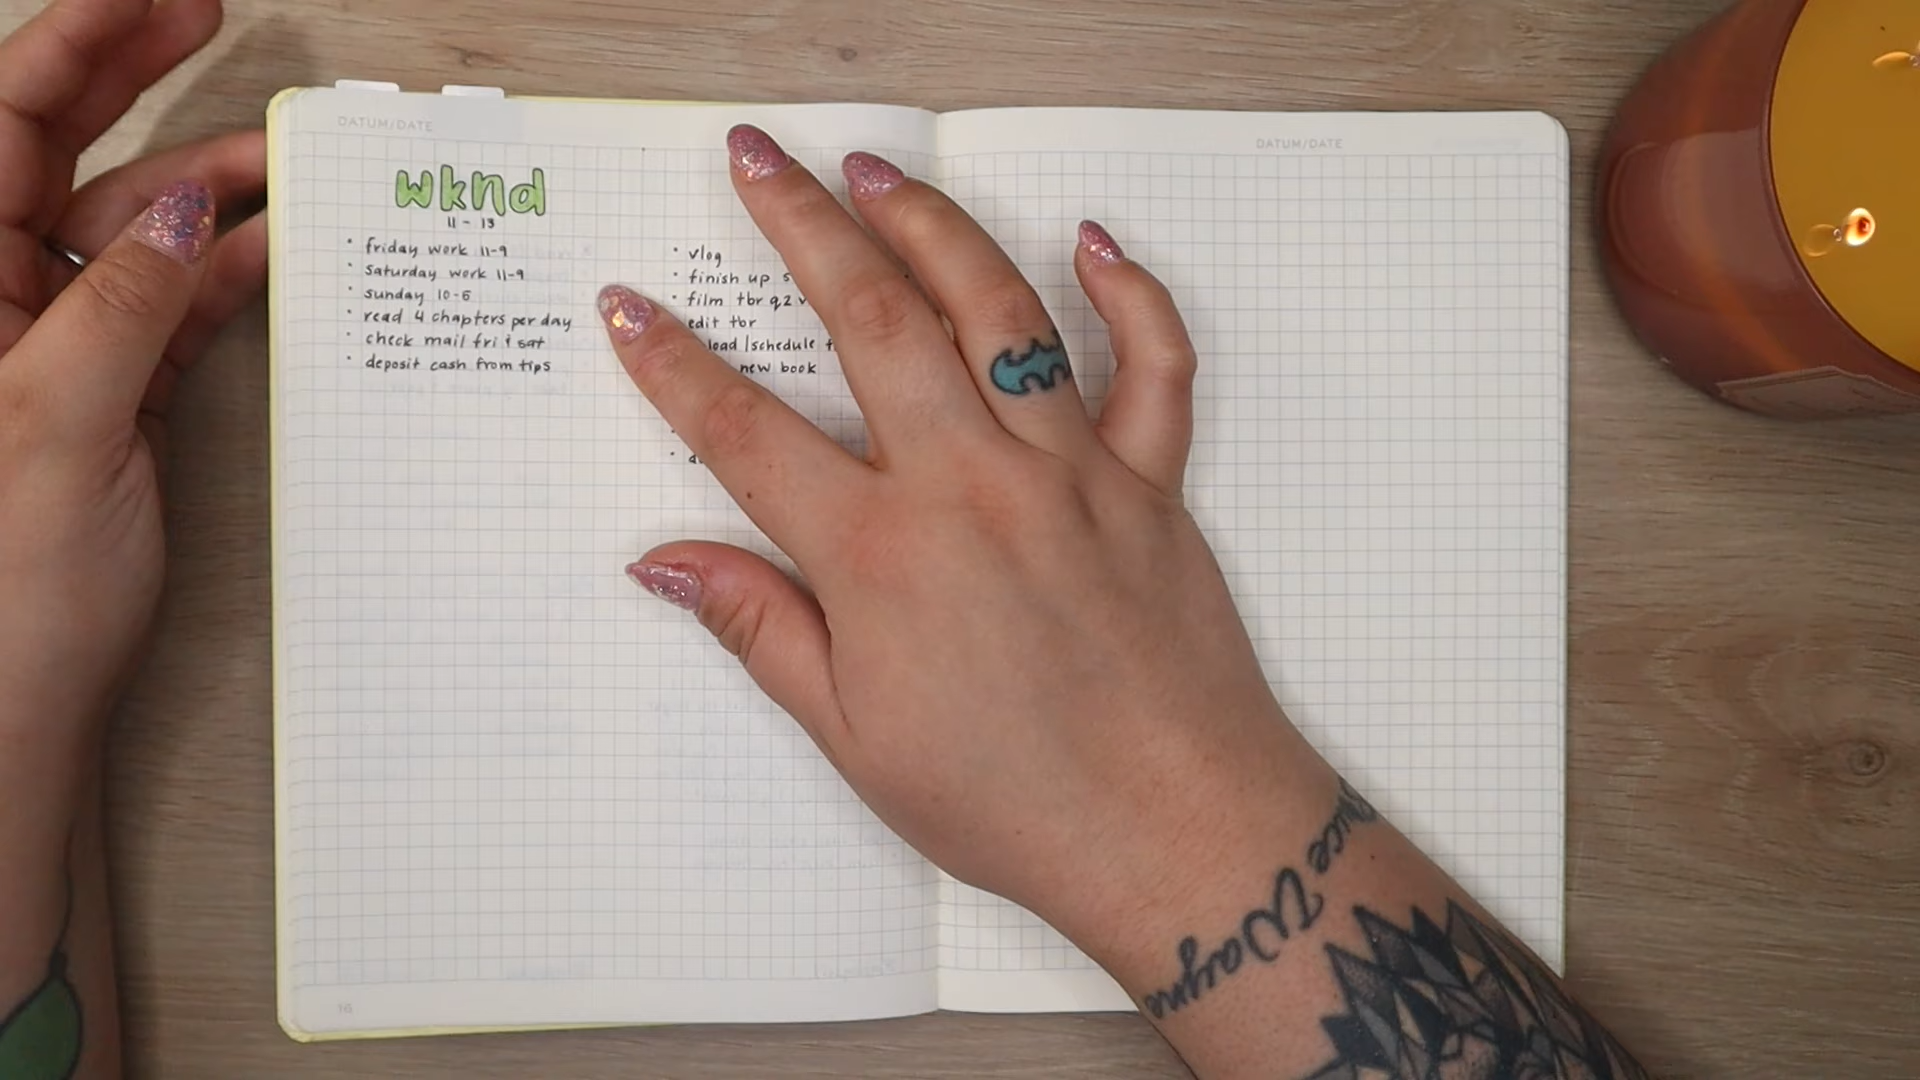 DATUM/DATE
wknd
11 - 13
• friday work 11-9
• saturday work 11-9
• sunday 10-6
• read 4 chapters per day
• check mail fri & sat
• deposit cash from tips
• vlog
• finish up
• film tbr q2
edit tbr
/schedule
new book
DATUM/DATE
Wayne
16